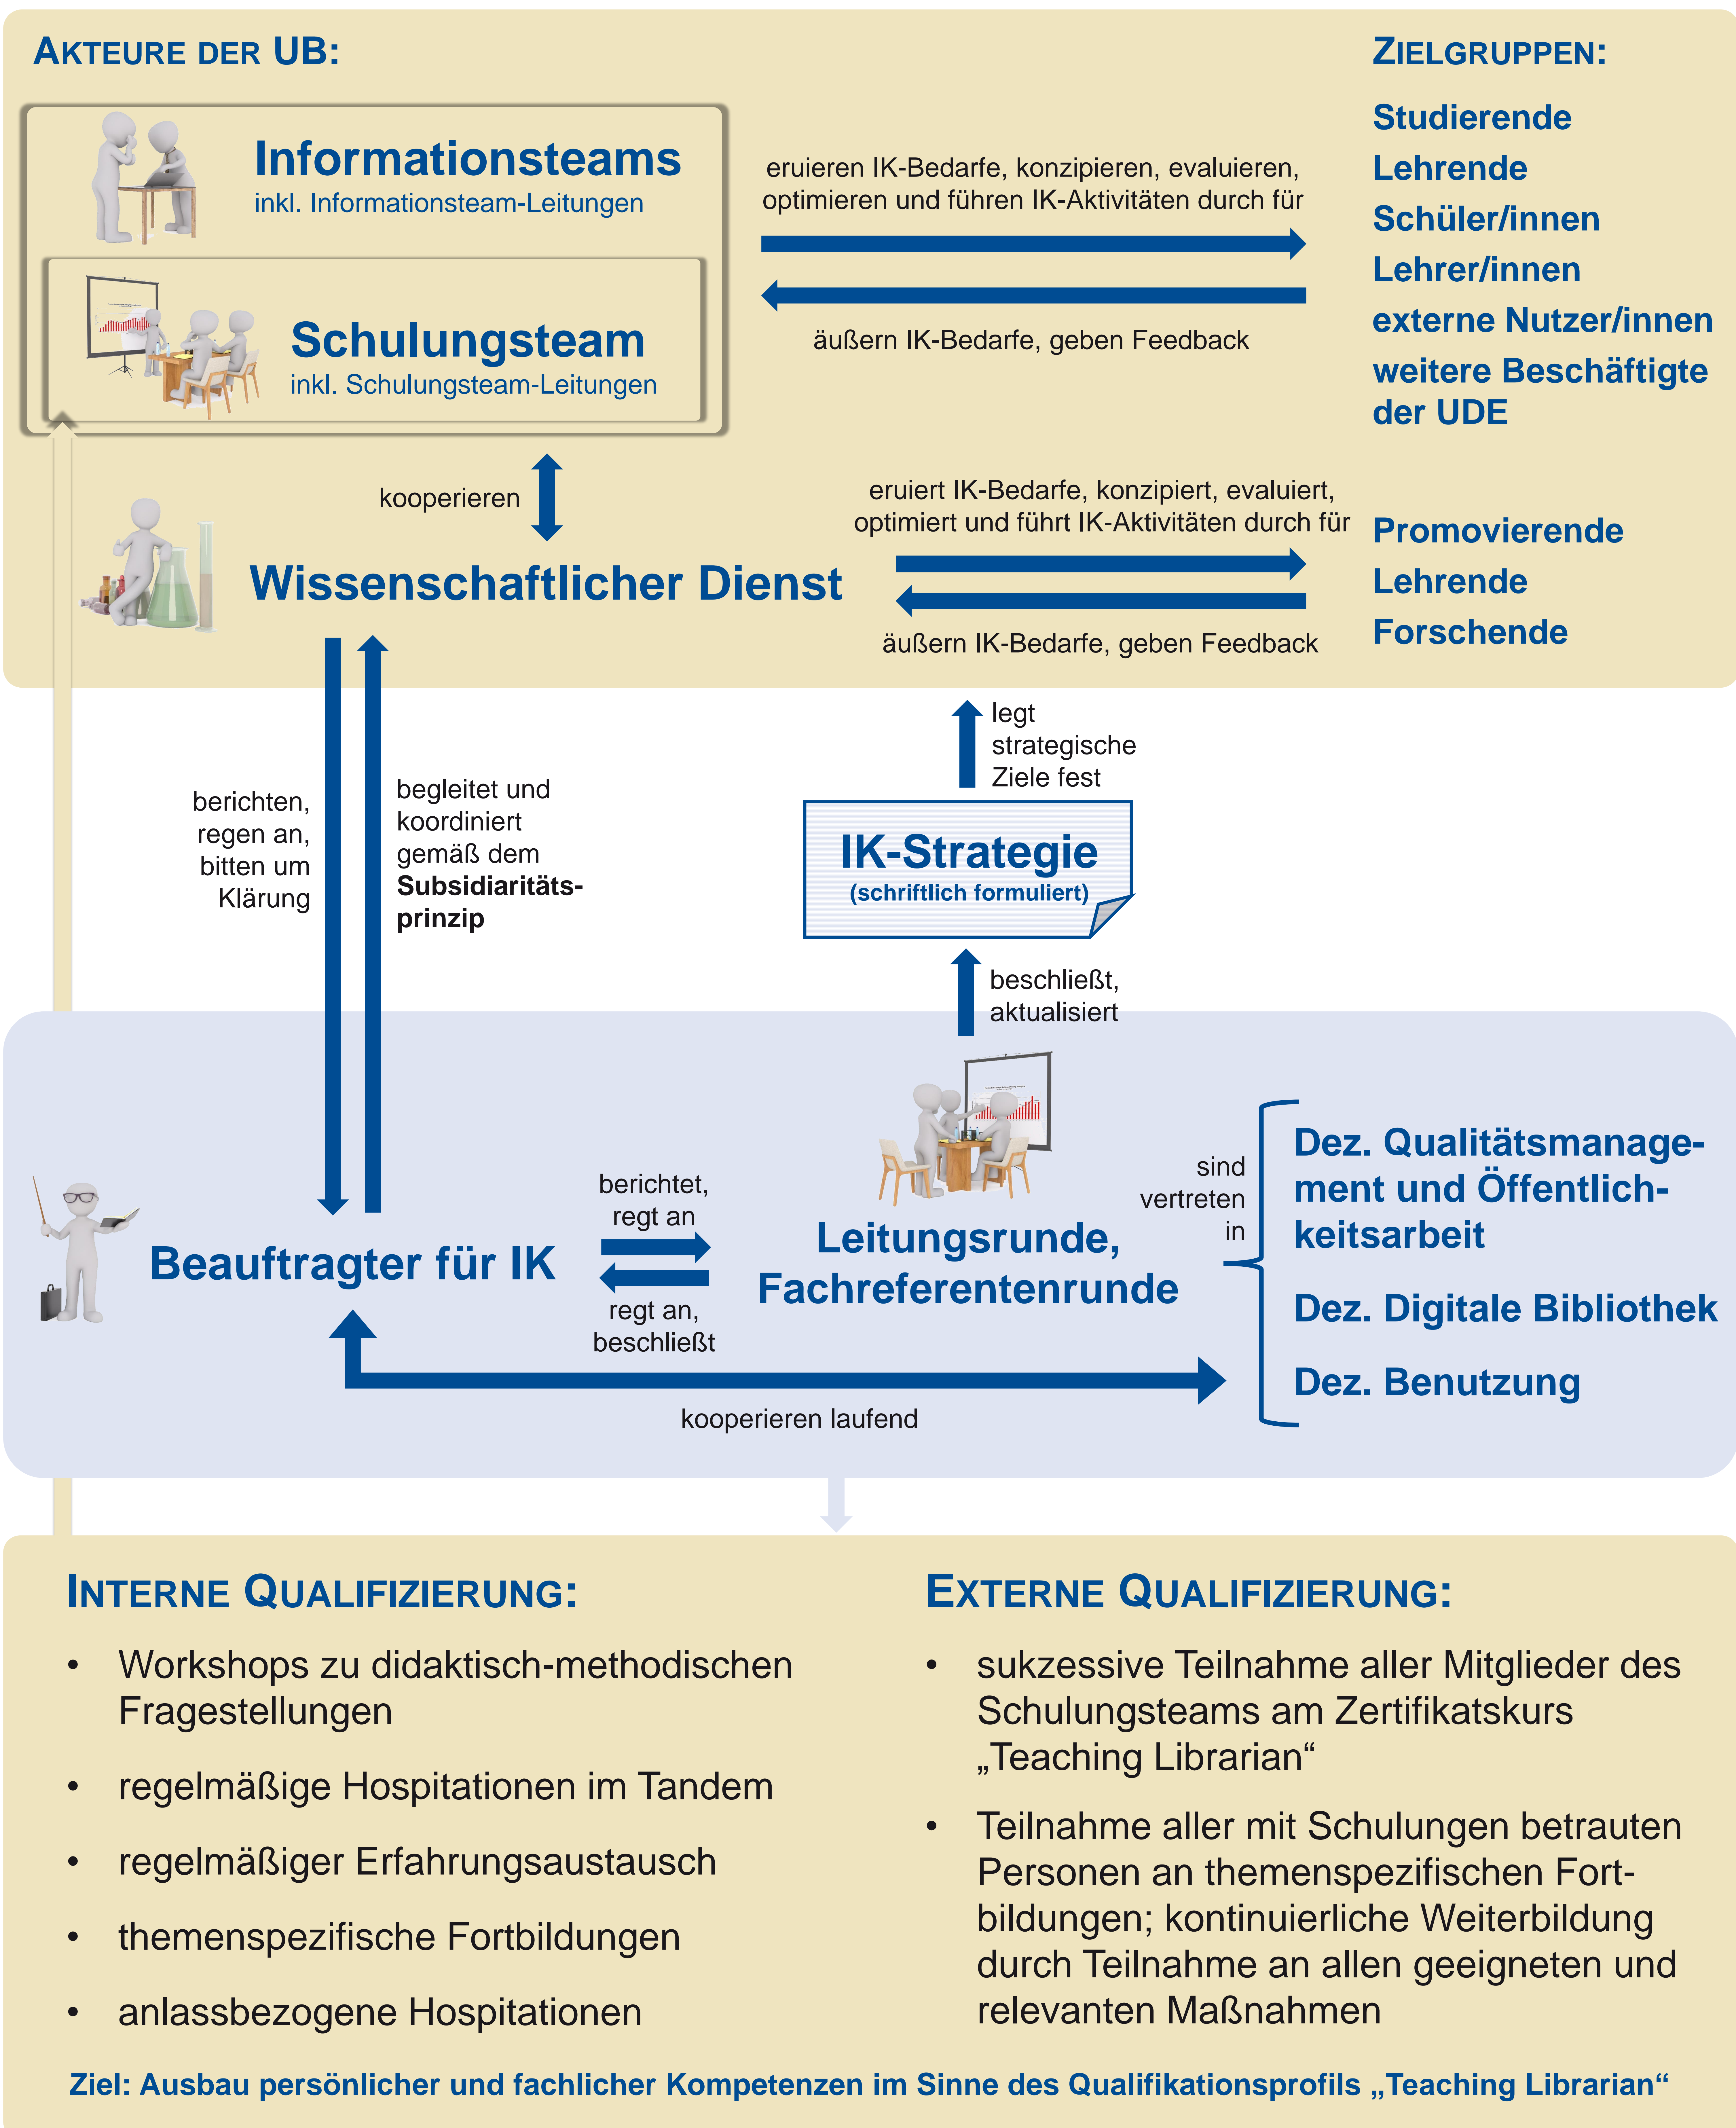 AKTEURE DER UB:
Informationsteams
inkl. Informationsteam-Leitungen
Schulungsteam
inkl. Schulungsteam-Leitungen
eruieren IK-Bedarfe, konzipieren, evaluieren,
optimieren und führen IK-Aktivitäten durch für
äußern IK-Bedarfe, geben Feedback
ZIELGRUPPEN:
Studierende
Lehrende
Schüler/innen
Lehrer/innen
externe Nutzer/innen
weitere Beschäftigte
der UDE
kooperieren
Wissenschaftlicher Dienst
eruiert IK-Bedarfe, konzipiert, evaluiert,
optimiert und führt IK-Aktivitäten durch für
äußern IK-Bedarfe, geben Feedback
Promovierende
Lehrende
Forschende
berichten,
regen an,
bitten um
Klärung
begleitet und
koordiniert
gemäß dem
Subsidiaritäts-
prinzip
legt
strategische
Ziele fest
IK-Strategie
(schriftlich formuliert)
beschließt,
aktualisiert
Beauftragter für IK
berichtet,
regt an
regt an,
beschließt
Leitungsrunde,
Fachreferentenrunde
sind
vertreten
in
Dez. Qualitätsmanage-
ment und Öffentlich-
keitsarbeit
Dez. Digitale Bibliothek
Dez. Benutzung
kooperieren laufend
INTERNE QUALIFIZIERUNG:
• Workshops zu didaktisch-methodischen
Fragestellungen
• regelmäßige Hospitationen im Tandem
• regelmäßiger Erfahrungsaustausch
• themenspezifische Fortbildungen
• anlassbezogene Hospitationen
EXTERNE QUALIFIZIERUNG:
• sukzessive Teilnahme aller Mitglieder des
Schulungsteams am Zertifikatskurs
„Teaching Librarian“
• Teilnahme aller mit Schulungen betrauten
Personen an themenspezifischen Fort-
bildungen; kontinuierliche Weiterbildung
durch Teilnahme an allen geeigneten und
relevanten Maßnahmen
Ziel: Ausbau persönlicher und fachlicher Kompetenzen im Sinne des Qualifikationsprofils „Teaching Librarian“